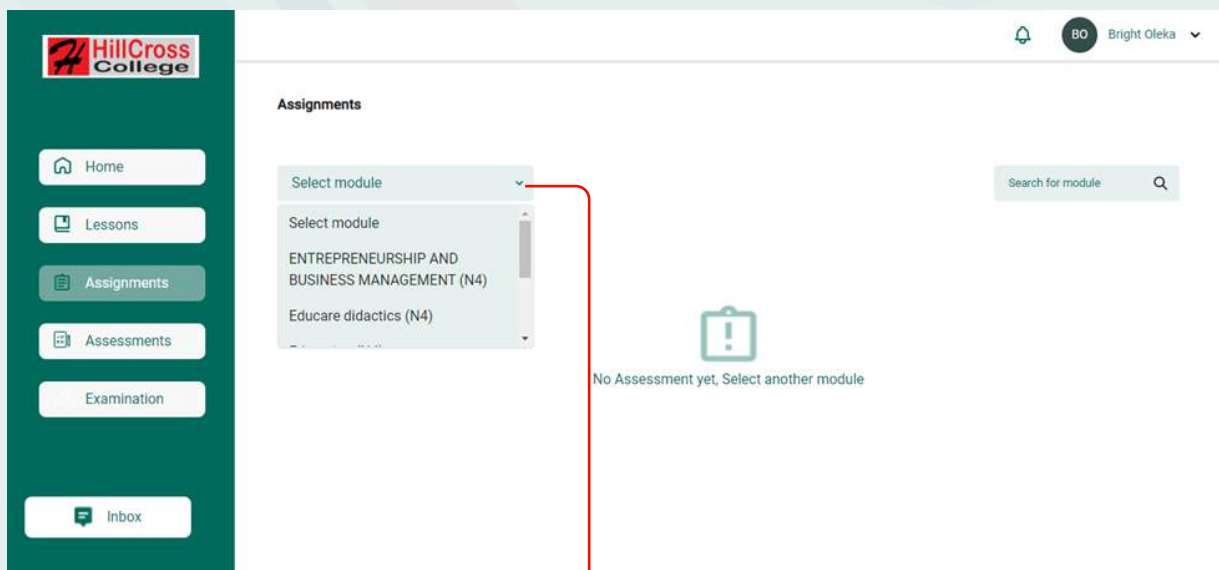 HillCross
College
BO
Bright Oleka
Assignments
Home
Lessons
Assignments
Assessments
Examination
Inbox
Select module
Search for module
Select module
ENTREPRENEURSHIP AND
BUSINESS MANAGEMENT (N4)
Educare didactics (N4)
No Assessment yet, Select another module